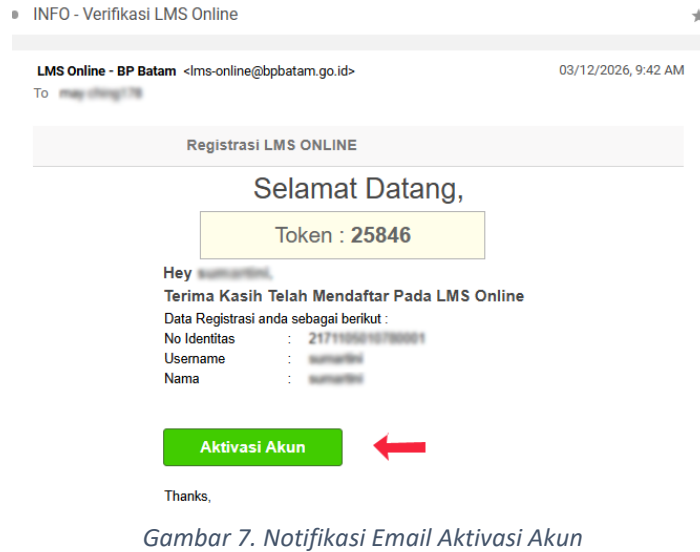 INFO - Verifikasi LMS Online
LMS Online - BP Batam <lms-online@bpbatam.go.id> 03/12/2026, 9:42 AM
To
Registrasi LMS ONLINE
Selamat Datang,
Token : 25846
Hey
Terima Kasih Telah Mendaftar Pada LMS Online
Data Registrasi anda sebagai berikut :
No Identitas :
Username :
Nama :
Aktivasi Akun
Thanks,
Gambar 7. Notifikasi Email Aktivasi Akun